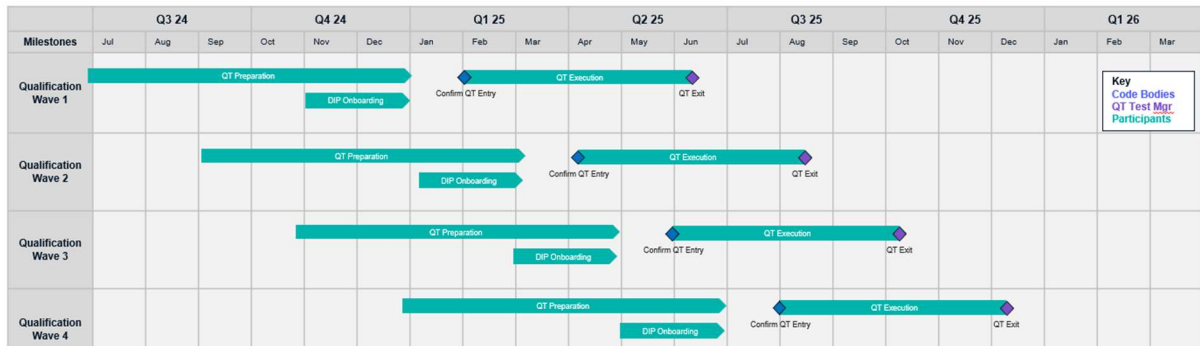 Q3 24 Q4 24 Q1 25 Q2 25 Q3 25 Q4 25 Q1 26
Milestones Jul Aug Sep Oct Nov Dec Jan Feb Mar Apr May Jun Jul Aug Sep Oct Nov Dec Jan Feb Mar
Qualification
Wave 1
QT Preparation
DIP Onboarding
Confirm QT Entry
QT Execution
QT Exit
Key
Code Bodies
QT Test Mgr
Participants
Qualification
Wave 2
QT Preparation
DIP Onboarding
Confirm QT Entry
QT Execution
QT Exit
Qualification
Wave 3
QT Preparation
DIP Onboarding
Confirm QT Entry
QT Execution
QT Exit
Qualification
Wave 4
QT Preparation
DIP Onboarding
Confirm QT Entry
QT Execution
QT Exit